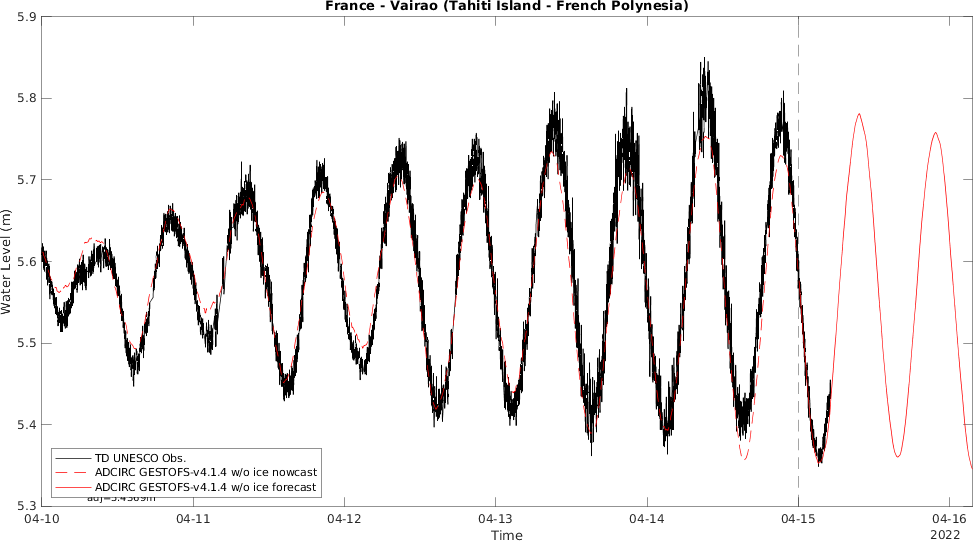 France - Vairao (Tahiti Island - French Polynesia)
5.9
5.8
5.7
5.6
5.5
5.4
5.3
Water Level (m)
TD UNESCO Obs.
ADCIRC GESTOFS-v4.1.4 w/o ice nowcast
ADCIRC GESTOFS-v4.1.4 w/o ice forecast
04-10 04-11 04-12 04-13 04-14 04-15 04-16
Time
2022